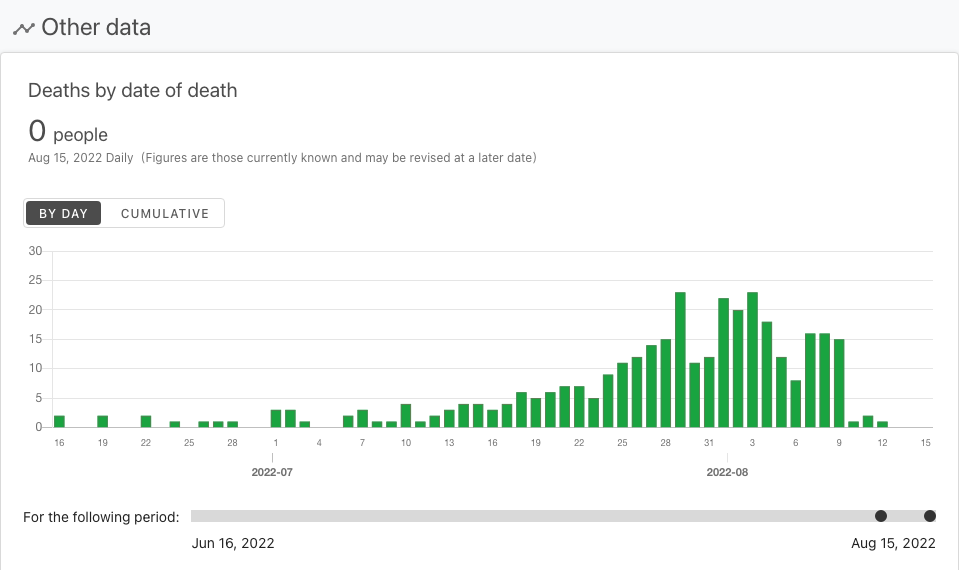 Other data
Deaths by date of death
0 people
Aug 15, 2022 Daily (Figures are those currently known and may be revised at a later date)
BY DAY CUMULATIVE
30
25
20
15
10
5
0
16 19 22 25 28 1 4 7 10 13 16 19 22 25 28 31 3 6 9 12 15
2022-07 2022-08
For the following period:
Jun 16, 2022 Aug 15, 2022